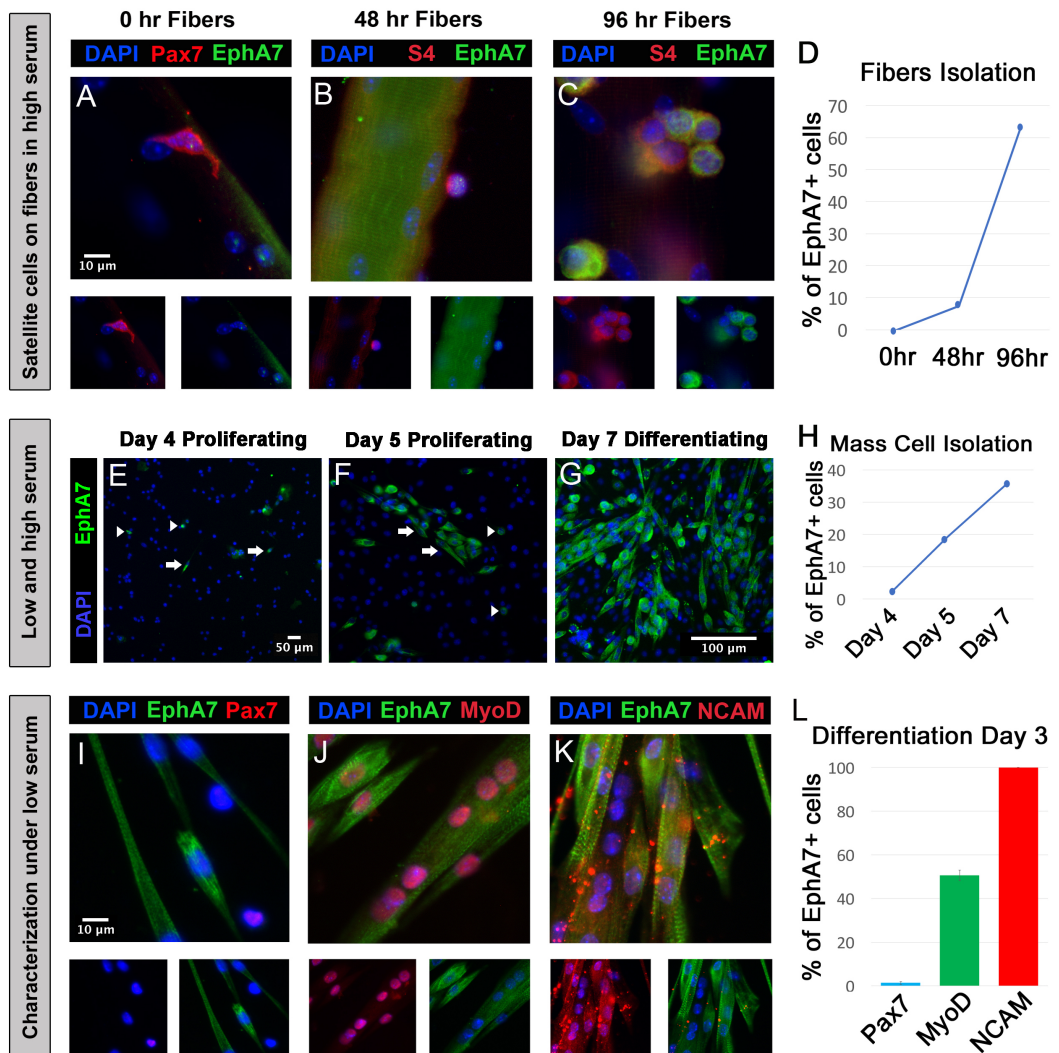 Satellite cells on fibers in high serum
0 hr Fibers
48 hr Fibers
96 hr Fibers
DAPI Pax7 EphA7
DAPI S4 EphA7
DAPI S4 EphA7
A
10 µm
B
C
D
Fibers Isolation
% of EphA7+ cells
70
60
50
40
30
20
10
0
0hr
48hr
96hr
Low and high serum
Day 4 Proliferating
Day 5 Proliferating
Day 7 Differentiating
DAPI EphA7
E
50 µm
F
G
100 µm
H
Mass Cell Isolation
% of EphA7+ cells
40
30
20
10
0
Day 4
Day 5
Day 7
Characterization under low serum
DAPI EphA7 Pax7
DAPI EphA7 MyoD
DAPI EphA7 NCAM
I
10 µm
J
K
L
Differentiation Day 3
% of EphA7+ cells
100
80
60
40
20
0
Pax7
MyoD
NCAM